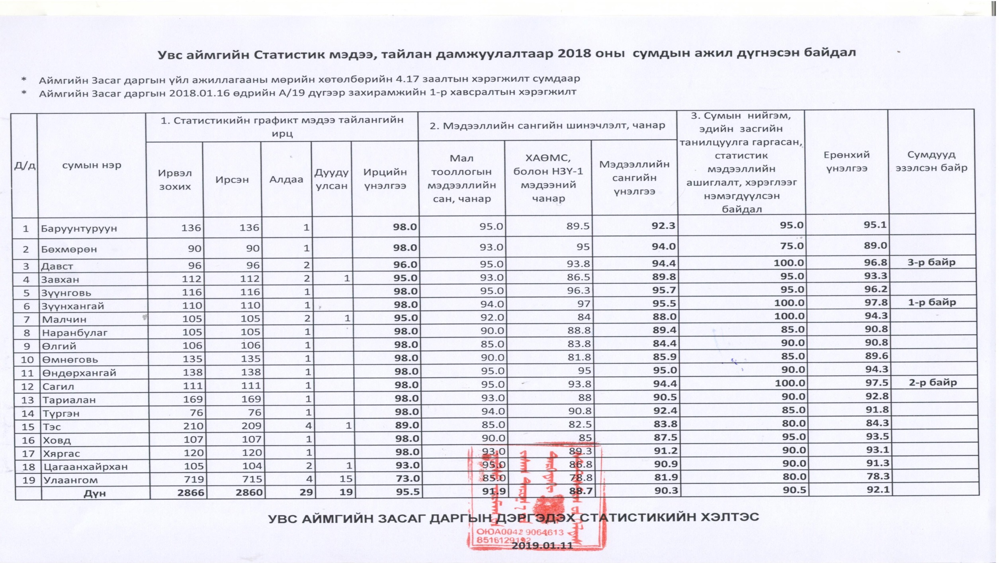 Увс аймгийн Статистик мэдээ, тайлан дамжуулалтаар 2018 оны сумдын ажил дүгнэсэн байдал
* Аймгийн Засаг даргын үйл ажиллагааны мөрийн хөтөлбөрийн 4.17 заалтын хэрэгжилт сумдаар
* Аймгийн Засаг даргын 2018.01.16 өдрийн А/19 дүгээр захирамжийн 1-р хавсралтын хэрэгжилт
Д/д
сумын нэр
1. Статистикийн графикт мэдээ тайлангийн
ирц
Ирвэл
зохих
Ирсэн
Алдаа
Дууду
улсан
Ирцийн
үнэлгээ
2. Мэдээллийн сангийн шинэчлэлт, чанар
Мал
тооллогын
мэдээллийн
сан, чанар
ХАӨМС,
болон НЗҮ-1
мэдээний
чанар
Мэдээллийн
сангийн
үнэлгээ
3. Сумын нийгэм,
эдийн засгийн
танилцуулга гаргасан,
статистик
мэдээллийн
ашиглалт, хэрэглээг
нэмэгдүүлсэн
байдал
Ерөнхий
үнэлгээ
Сумдууд
эзэлсэн байр
1 Баруунтуруун 136 136 1 98.0 95.0 89.5 92.3 95.0 95.1
2 Бөхмөрөн 90 90 1 98.0 93.0 95 94.0 75.0 89.0
3 Давст 96 96 2 96.0 95.0 93.8 94.4 100.0 96.8 3-р байр
4 Завхан 112 112 2 1 95.0 93.0 86.5 89.8 95.0 93.3
5 Зүүнговь 116 116 1 98.0 95.0 96.3 95.7 95.0 96.2
6 Зүүнхангай 110 110 1 98.0 94.0 97 95.5 100.0 97.8 1-р байр
7 Малчин 105 105 2 1 95.0 92.0 84 88.0 100.0 94.3
8 Наранбулаг 105 105 1 98.0 90.0 88.8 89.4 85.0 90.8
9 Өлгий 106 106 1 98.0 85.0 83.8 84.4 90.0 90.8
10 Өмнөговь 135 135 1 98.0 90.0 81.8 85.9 85.0 89.6
11 Өндөрхангай 138 138 1 98.0 95.0 95 95.0 90.0 94.3
12 Сагил 111 111 1 98.0 95.0 93.8 94.4 100.0 97.5 2-р байр
13 Тариалан 169 169 1 98.0 93.0 88 90.5 90.0 92.8
14 Түргэн 76 76 1 98.0 94.0 90.8 92.4 85.0 91.8
15 Тэс 210 209 4 1 89.0 85.0 82.5 83.8 80.0 84.3
16 Ховд 107 107 1 98.0 90.0 85 87.5 95.0 93.5
17 Хяргас 120 120 1 98.0 93.0 89.3 91.2 90.0 93.1
18 Цагаанхайрхан 105 104 2 1 93.0 95.0 86.8 90.9 90.0 91.3
19 Улаангом 719 715 4 15 73.0 85.0 78.8 81.9 80.0 78.3
Дүн 2866 2860 29 19 95.5 91.9 88.7 90.3 90.5 92.1
УВС АЙМГИЙН ЗАСАГ ДАРГЫН ДЭРГЭДЭХ СТАТИСТИКИЙН ХЭЛТЭС
ОЮА0042 9064613
8516129192
2019.01.11